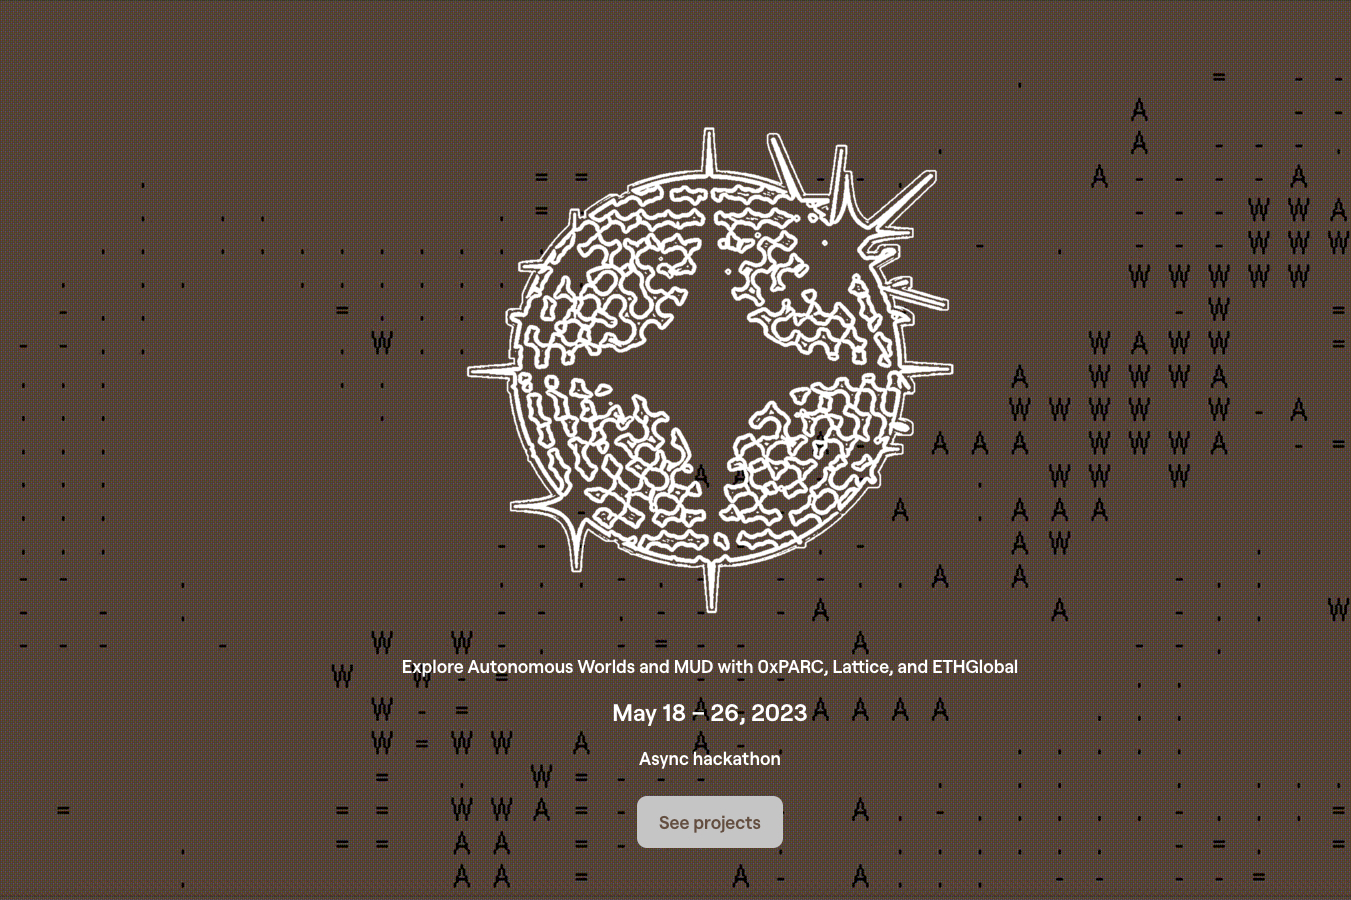 Explore Autonomous Worlds and MUD with 0xPARC, Lattice, and ETHGlobal
May 18 – 26, 2023
Async hackathon
See projects